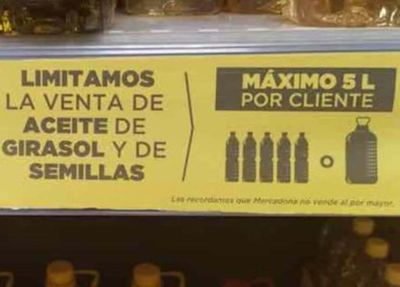 LIMITAMOS
LA VENTA DE
ACEITE DE
GIRASOL Y DE
SEMILLAS
MÁXIMO 5 L
POR CLIENTE
O
Les recordamos que Mercadona no vende al por mayor.